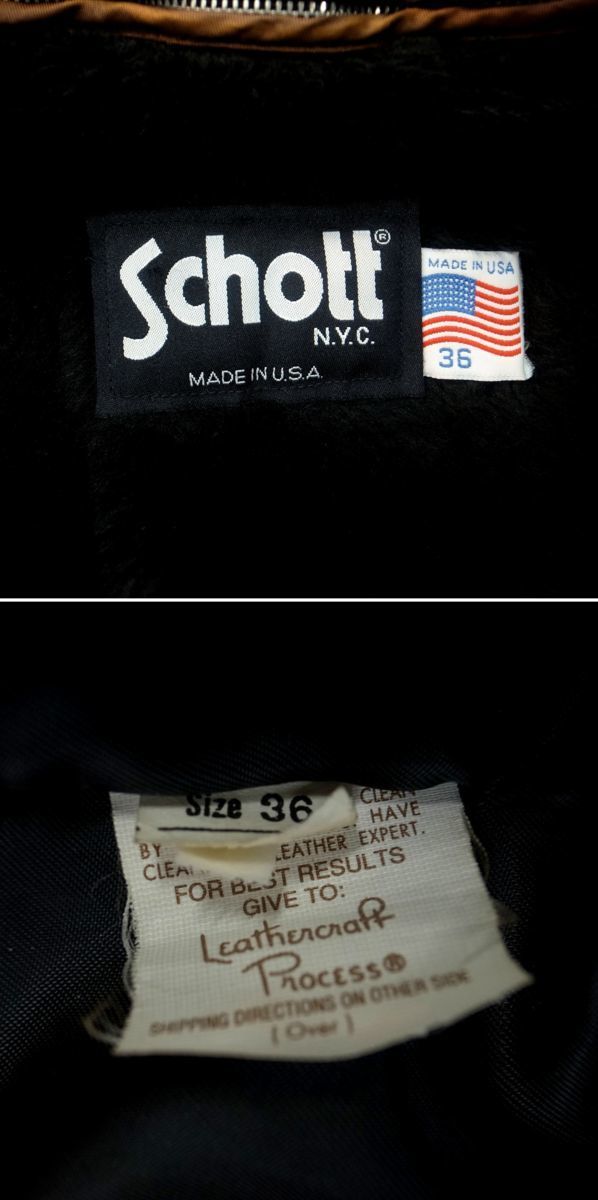 Schott®
N.Y.C.
MADE IN U.S.A.
MADE IN USA
36
Size 36
CLEAN
HAVE
BY
LEATHER EXPERT.
FOR BEST RESULTS
GIVE TO:
Leathercraft
Process®
SHIPPING DIRECTIONS ON OTHER SIDE
(Over)